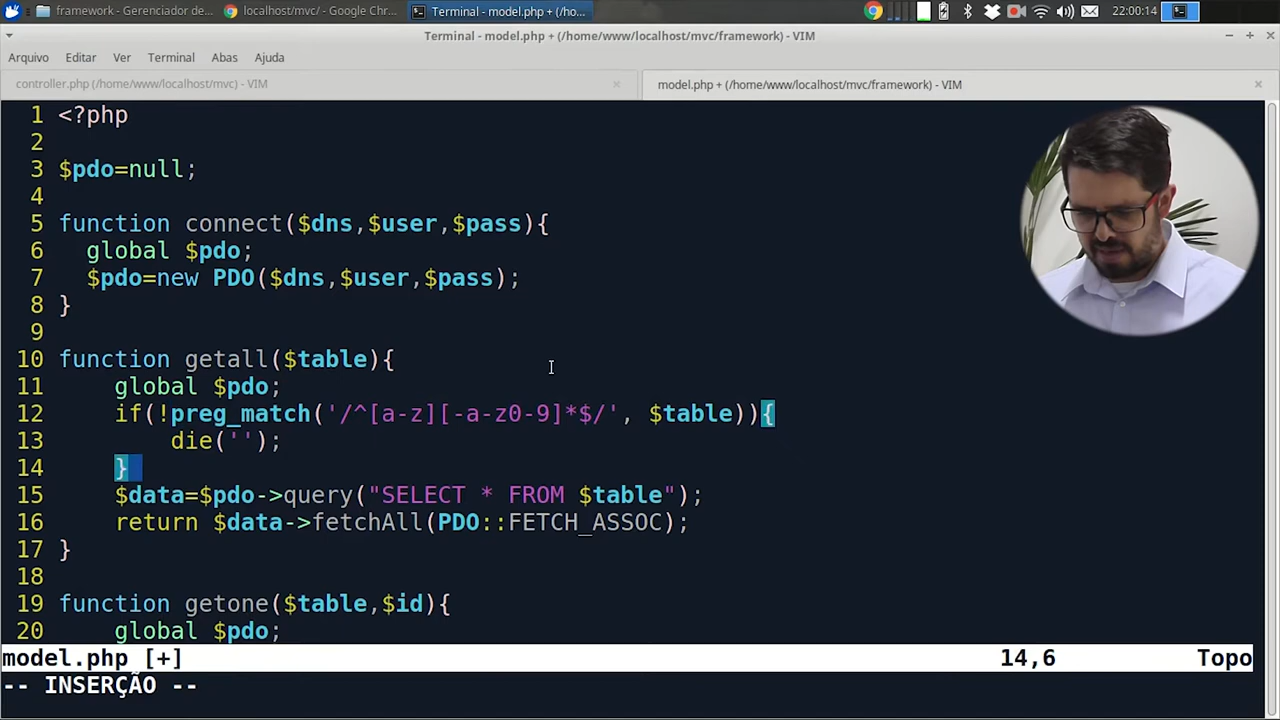 framework - Gerenciador de...
localhost/mvc/ - Google Chr...
Terminal - model.php + (/ho...
22:00:14
Terminal - model.php + (/home/www/localhost/mvc/framework) - VIM
Arquivo Editar Ver Terminal Abas Ajuda
controller.php (/home/www/localhost/mvc) - VIM
model.php + (/home/www/localhost/mvc/framework) - VIM
1 <?php
2
3 $pdo=null;
4
5 function connect($dns,$user,$pass){
6   global $pdo;
7   $pdo=new PDO($dns,$user,$pass);
8 }
9
10 function getall($table){
11     global $pdo;
12     if(!preg_match('/^[a-z][-a-z0-9]*$/', $table)){
13         die('');
14     }
15     $data=$pdo->query("SELECT * FROM $table");
16     return $data->fetchAll(PDO::FETCH_ASSOC);
17 }
18
19 function getone($table,$id){
20     global $pdo;
model.php [+] 14,6 Topo
-- INSERÇÃO --